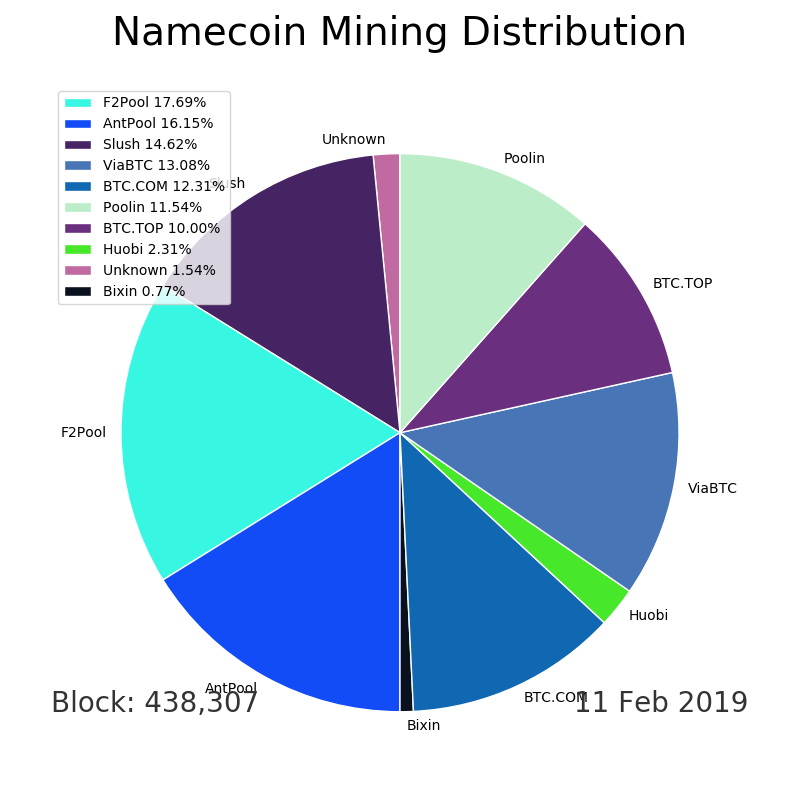 Namecoin Mining Distribution
F2Pool 17.69%
AntPool 16.15%
Slush 14.62%
ViaBTC 13.08%
BTC.COM 12.31%
Poolin 11.54%
BTC.TOP 10.00%
Huobi 2.31%
Unknown 1.54%
Bixin 0.77%
Unknown
Poolin
Slush
BTC.TOP
F2Pool
ViaBTC
Huobi
AntPool
BTC.COM
Block: 438,307
11 Feb 2019
Bixin